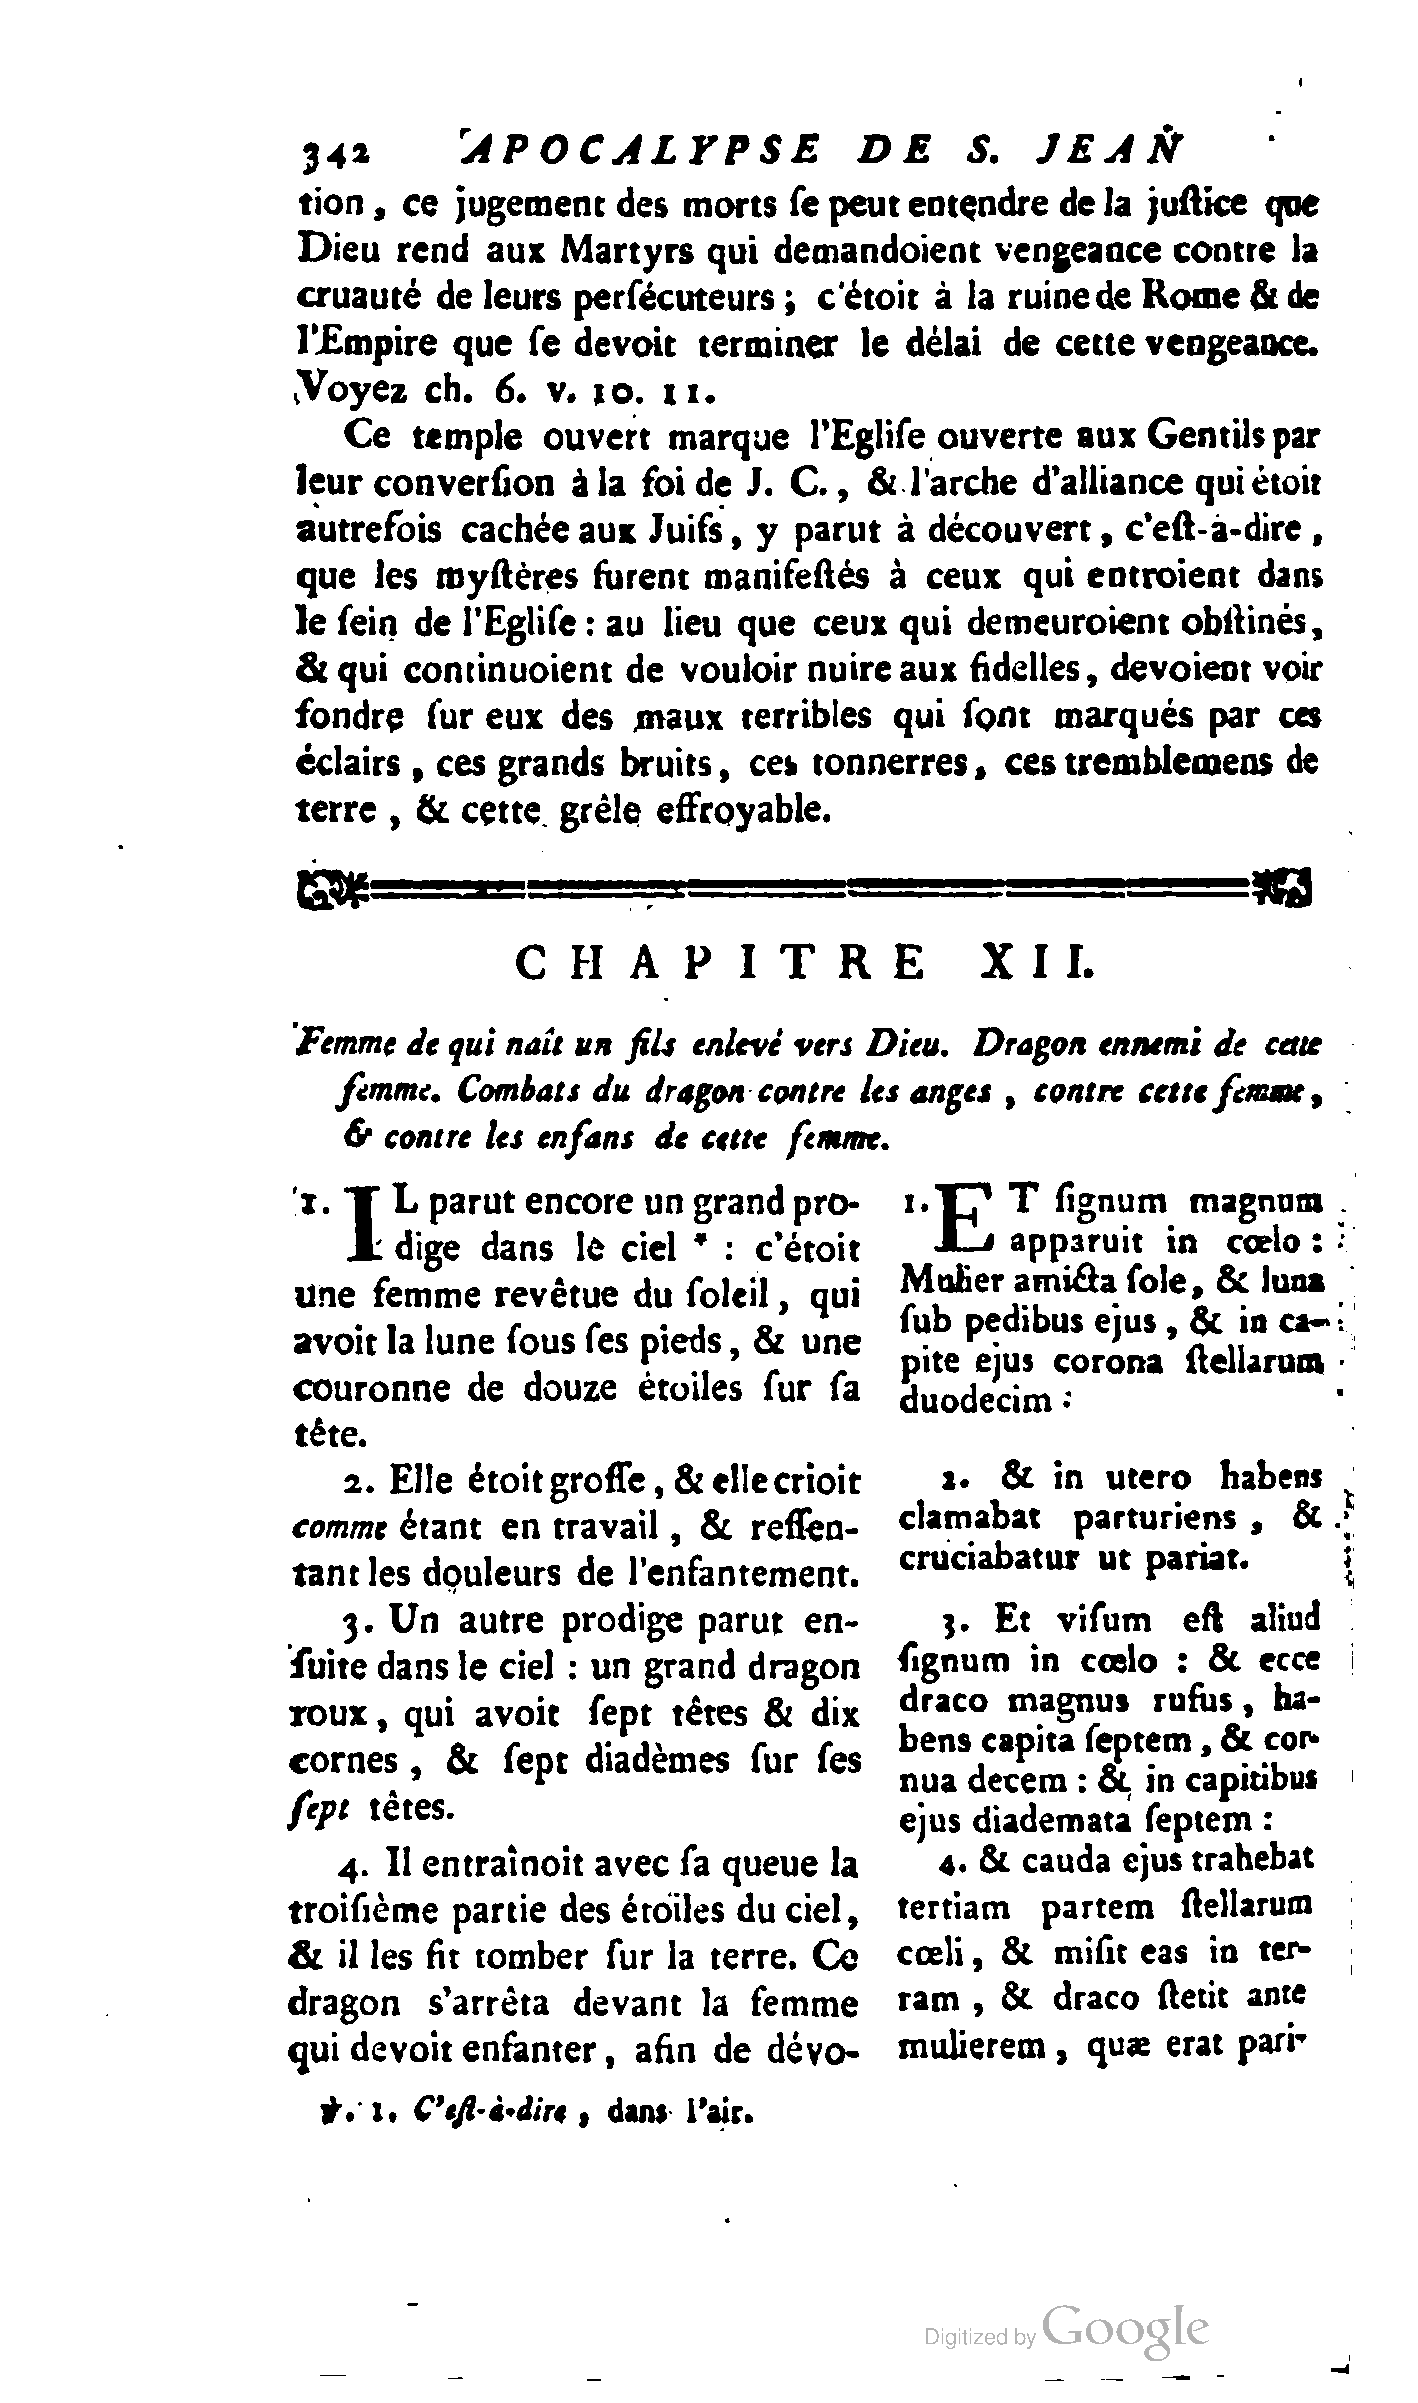 342 APOCALYPSE DE S. JEAN
tion, ce jugement des morts ſe peut entendre de la juſtice que
Dieu rend aux Martyrs qui demandoient vengeance contre la
cruauté de leurs perſécuteurs ; c'étoit à la ruine de Rome & de
l'Empire que ſe devoit terminer le délai de cette vengeance.
Voyez ch. 6. v. 10. 11.
Ce temple ouvert marque l'Egliſe ouverte aux Gentils par
leur converſion à la foi de J. C., & l'arche d'alliance qui étoit
autrefois cachée aux Juifs, y parut à découvert, c'eſt-à-dire,
que les myſtères furent manifeſtés à ceux qui entroient dans
le ſein de l'Egliſe : au lieu que ceux qui demeuroient obſtinés,
& qui continuoient de vouloir nuire aux fidelles, devoient voir
fondre ſur eux des maux terribles qui ſont marqués par ces
éclairs, ces grands bruits, ces tonnerres, ces tremblemens de
terre, & cette grêle effroyable.
CHAPITRE XII.
Femme de qui naît un fils enlevé vers Dieu. Dragon ennemi de cette
femme. Combats du dragon contre les anges, contre cette femme,
& contre les enfans de cette femme.
1. IL parut encore un grand pro-
dige dans le ciel * : c'étoit
une femme revêtue du ſoleil, qui
avoit la lune ſous ſes pieds, & une
couronne de douze étoiles ſur ſa
tête.
2. Elle étoit groſſe, & elle crioit
comme étant en travail, & reſſen-
tant les douleurs de l'enfantement.
3. Un autre prodige parut en-
ſuite dans le ciel : un grand dragon
roux, qui avoit ſept têtes & dix
cornes, & ſept diadèmes ſur ſes
ſept têtes.
4. Il entraînoit avec ſa queue la
troiſième partie des étoiles du ciel,
& il les fit tomber ſur la terre. Ce
dragon s'arrêta devant la femme
qui devoit enfanter, afin de dévo-
1. ET ſignum magnum
apparuit in cœlo :
Mulier amicta ſole, & luna
ſub pedibus ejus, & in ca-
pite ejus corona ſtellarum
duodecim :
2. & in utero habens
clamabat parturiens, &
cruciabatur ut pariat.
3. Et viſum eſt aliud
ſignum in cœlo : & ecce
draco magnus rufus, ha-
bens capita ſeptem, & cor-
nua decem : & in capitibus
ejus diademata ſeptem :
4. & cauda ejus trahebat
tertiam partem ſtellarum
cœli, & miſit eas in ter-
ram, & draco ſtetit ante
mulierem, quæ erat pari-
℣. 1. C'eſt-à-dire, dans l'air.
Digitized by Google